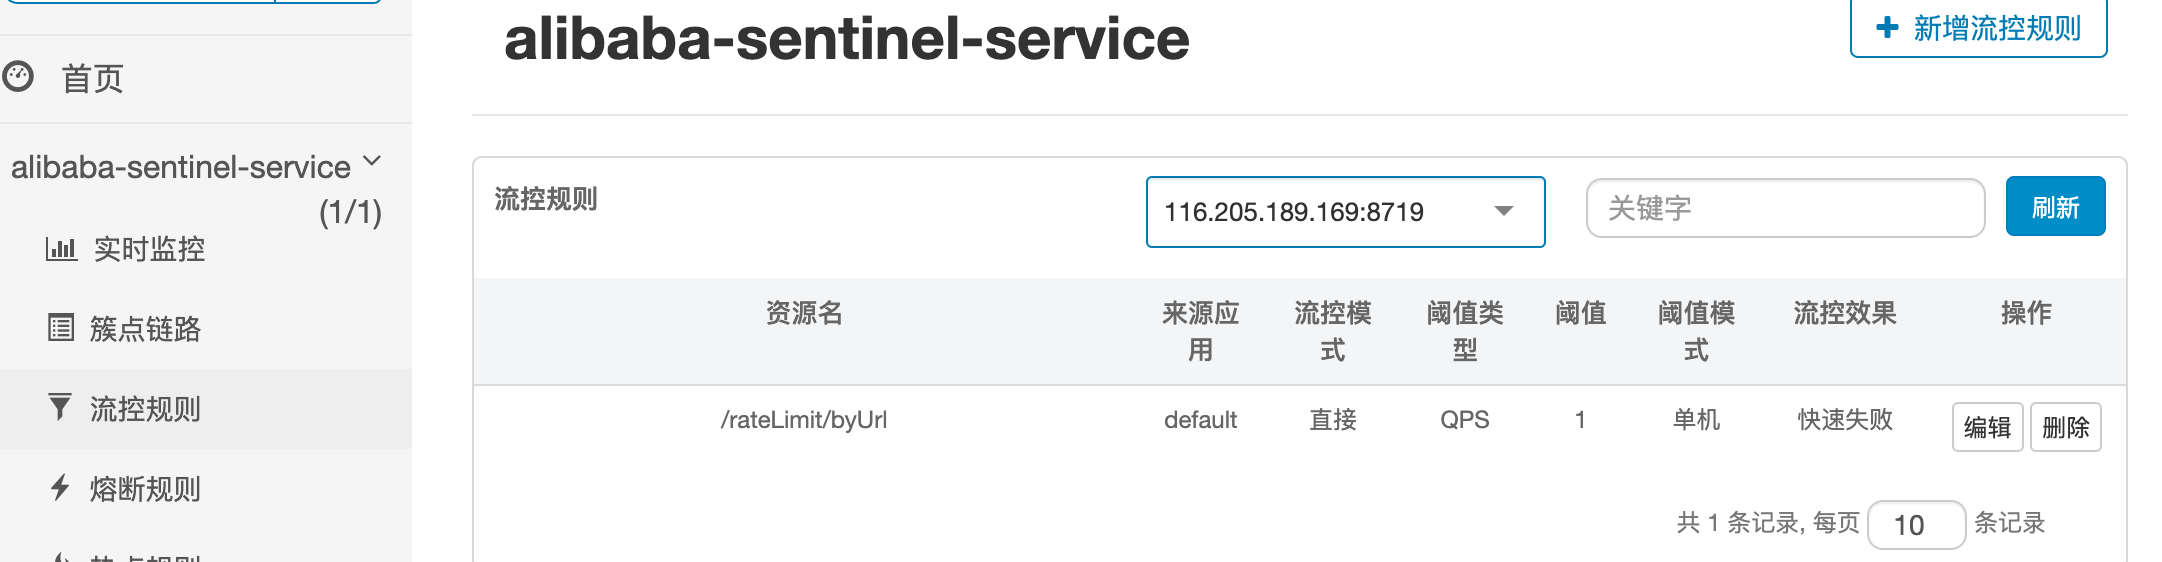 alibaba-sentinel-service
新增流控规则
首页
alibaba-sentinel-service
(1/1)
实时监控
簇点链路
流控规则
熔断规则
热点规则
流控规则
116.205.189.169:8719
关键字
刷新
资源名 来源应用 流控模式 阈值类型 阈值 阈值模式 流控效果 操作
/rateLimit/byUrl default 直接 QPS 1 单机 快速失败 编辑 删除
共 1 条记录, 每页 10 条记录